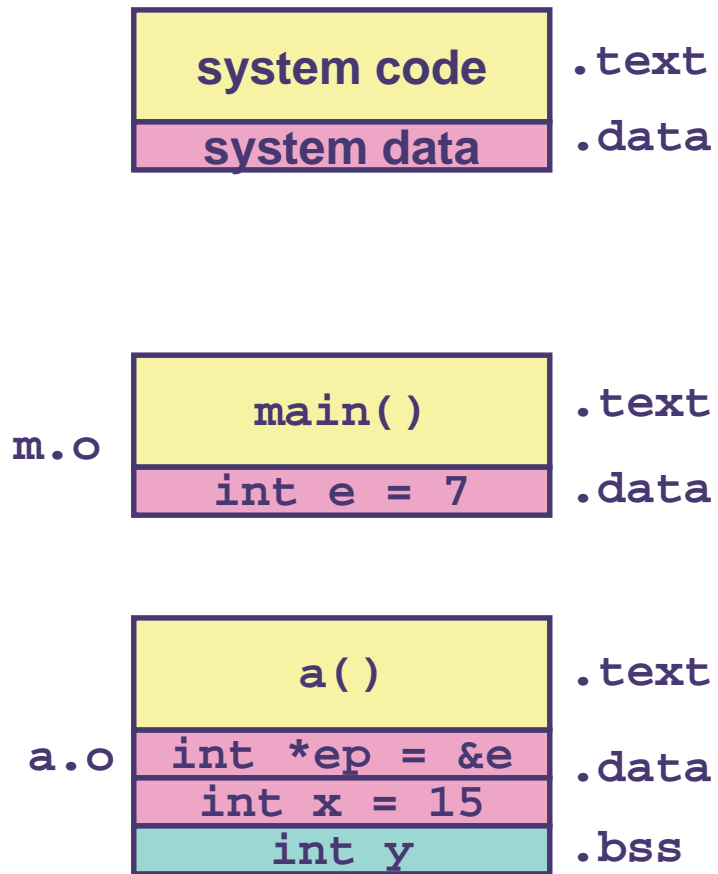 system code .text
system data .data
main() .text
m.o
int e = 7 .data
a() .text
a.o int *ep = &e .data
int x = 15
int y .bss